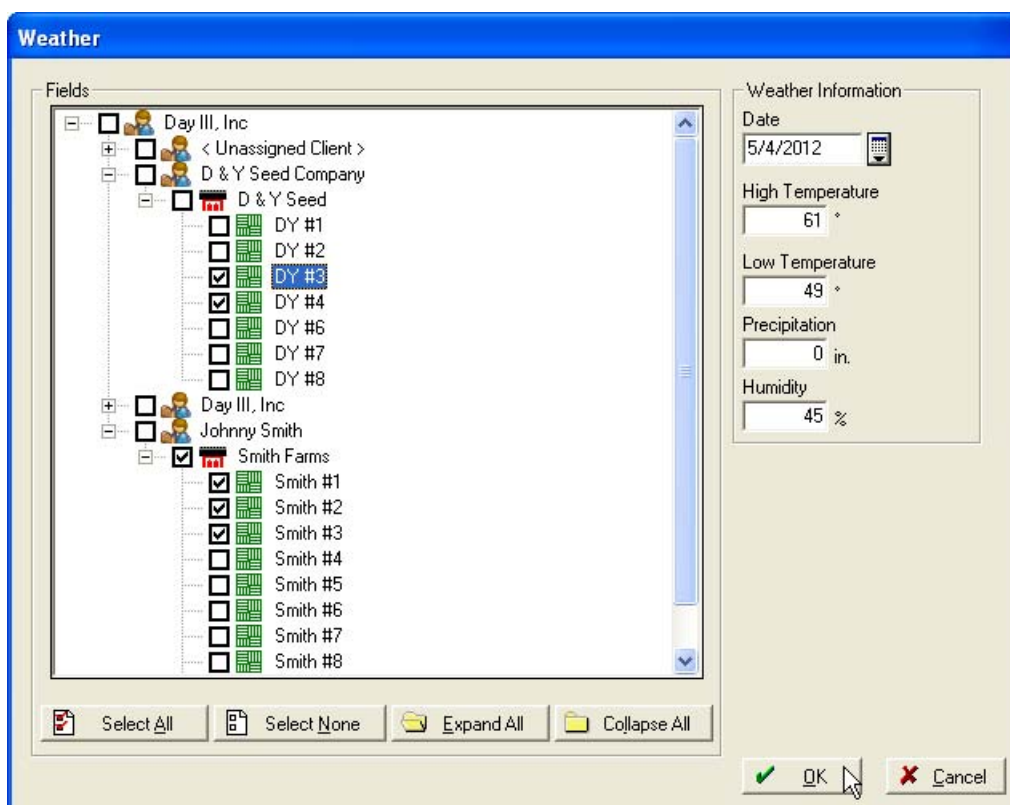 Weather
Fields
Day III, Inc
< Unassigned Client >
D & Y Seed Company
D & Y Seed
DY #1
DY #2
DY #3
DY #4
DY #6
DY #7
DY #8
Day III, Inc
Johnny Smith
Smith Farms
Smith #1
Smith #2
Smith #3
Smith #4
Smith #5
Smith #6
Smith #7
Smith #8
Select All
Select None
Expand All
Collapse All
Weather Information
Date
5/4/2012
High Temperature
61 °
Low Temperature
49 °
Precipitation
0 in.
Humidity
45 %
OK
Cancel